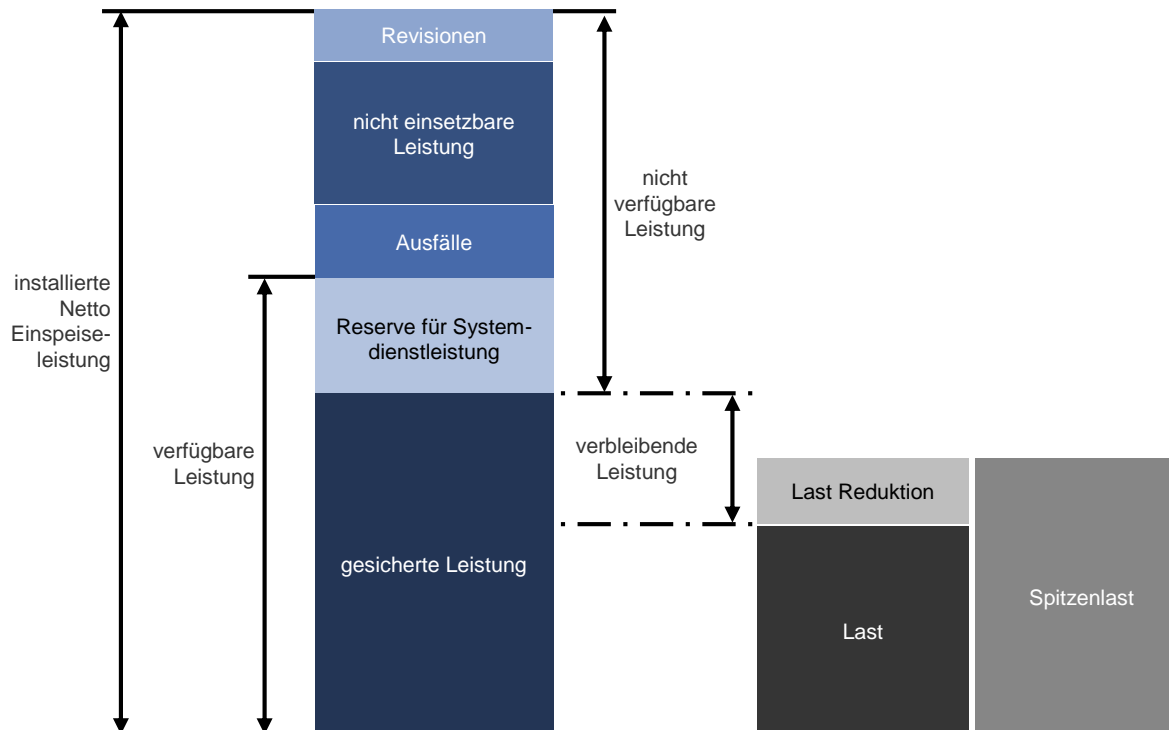 Revisionen
nicht einsetzbare
Leistung
nicht
verfügbare
Leistung
Ausfälle
installierte
Netto
Einspeise-
leistung
Reserve für System-
dienstleistung
verfügbare
Leistung
verbleibende
Leistung
Last Reduktion
gesicherte Leistung
Spitzenlast
Last